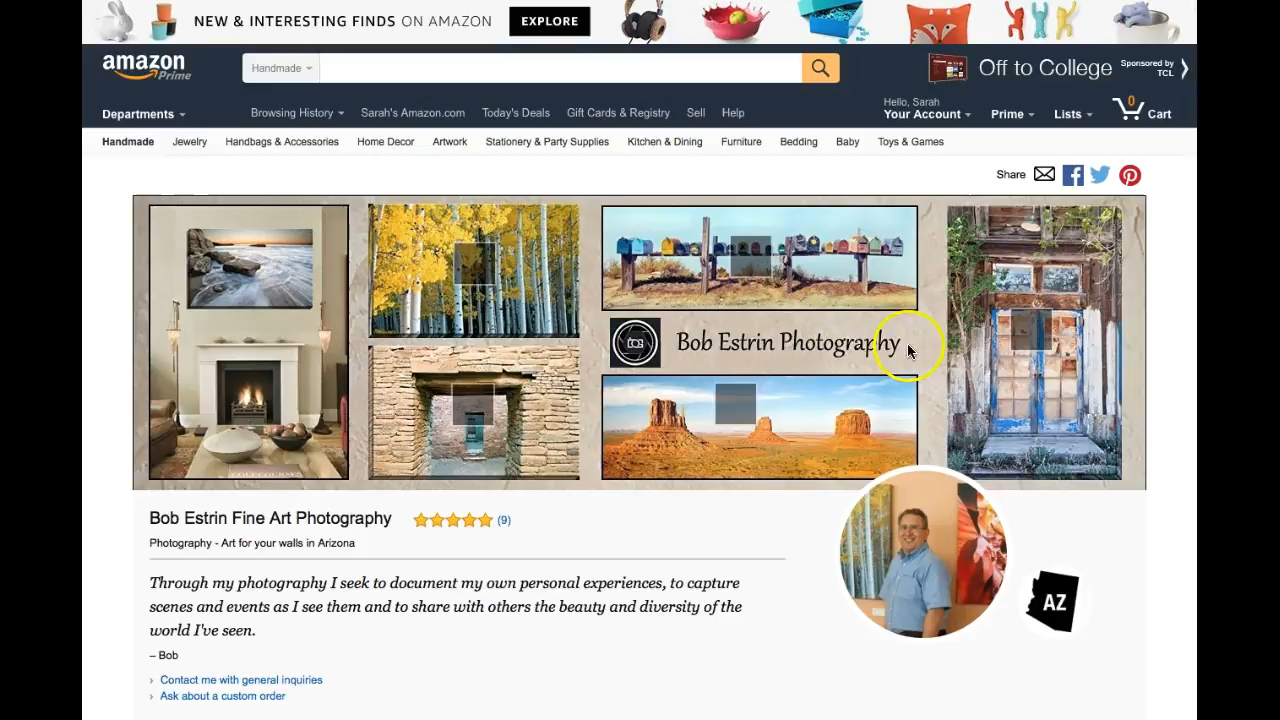 NEW & INTERESTING FINDS ON AMAZON
EXPLORE
amazon
Prime
Handmade
Off to College
Sponsored by
TCL
Departments
Browsing History
Sarah's Amazon.com
Today's Deals
Gift Cards & Registry
Sell
Help
Hello, Sarah
Your Account
Prime
Lists
0
Cart
Handmade
Jewelry
Handbags & Accessories
Home Decor
Artwork
Stationery & Party Supplies
Kitchen & Dining
Furniture
Bedding
Baby
Toys & Games
Share
Bob Estrin Photography
Bob Estrin Fine Art Photography
(9)
Photography - Art for your walls in Arizona
Through my photography I seek to document my own personal experiences, to capture
scenes and events as I see them and to share with others the beauty and diversity of the
world I've seen.
– Bob
AZ
› Contact me with general inquiries
› Ask about a custom order